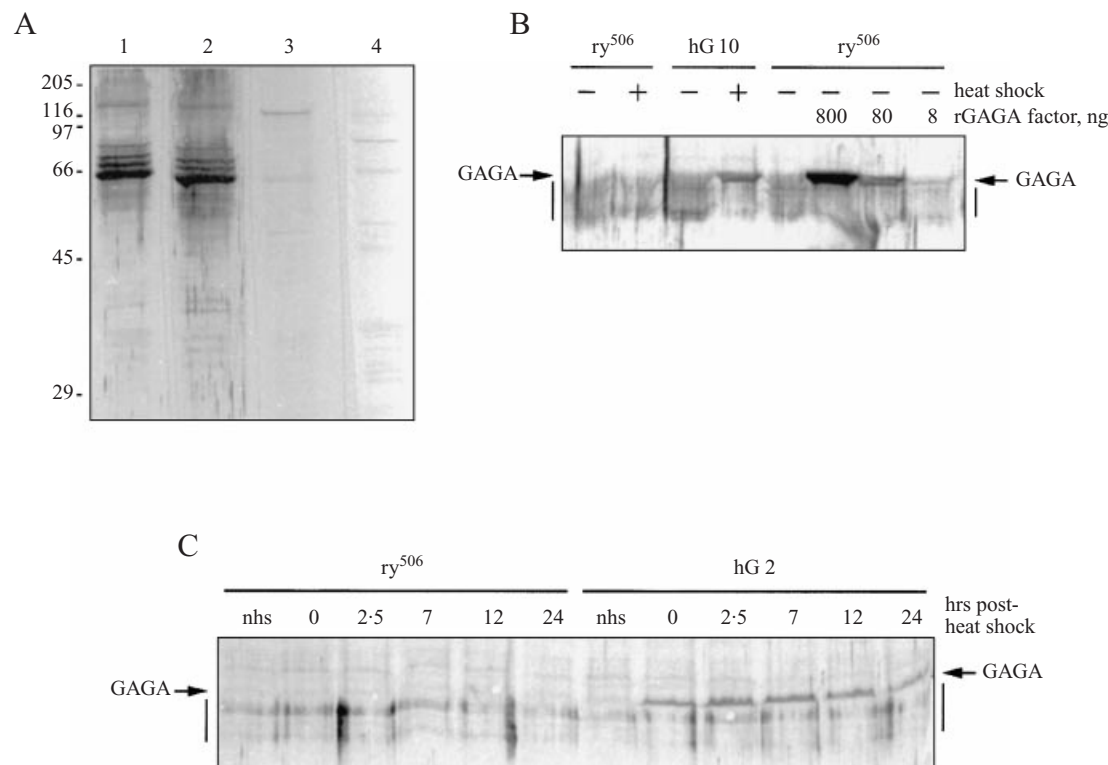 A
1 2 3 4
205 -
116 -
97 -
66 -
45 -
29 -
B
ry506 hG 10 ry506
− + − + − − − − heat shock
800 80 8 rGAGA factor, ng
GAGA GAGA
C
ry506 hG 2
nhs 0 2·5 7 12 24 nhs 0 2·5 7 12 24 hrs post-
heat shock
GAGA GAGA